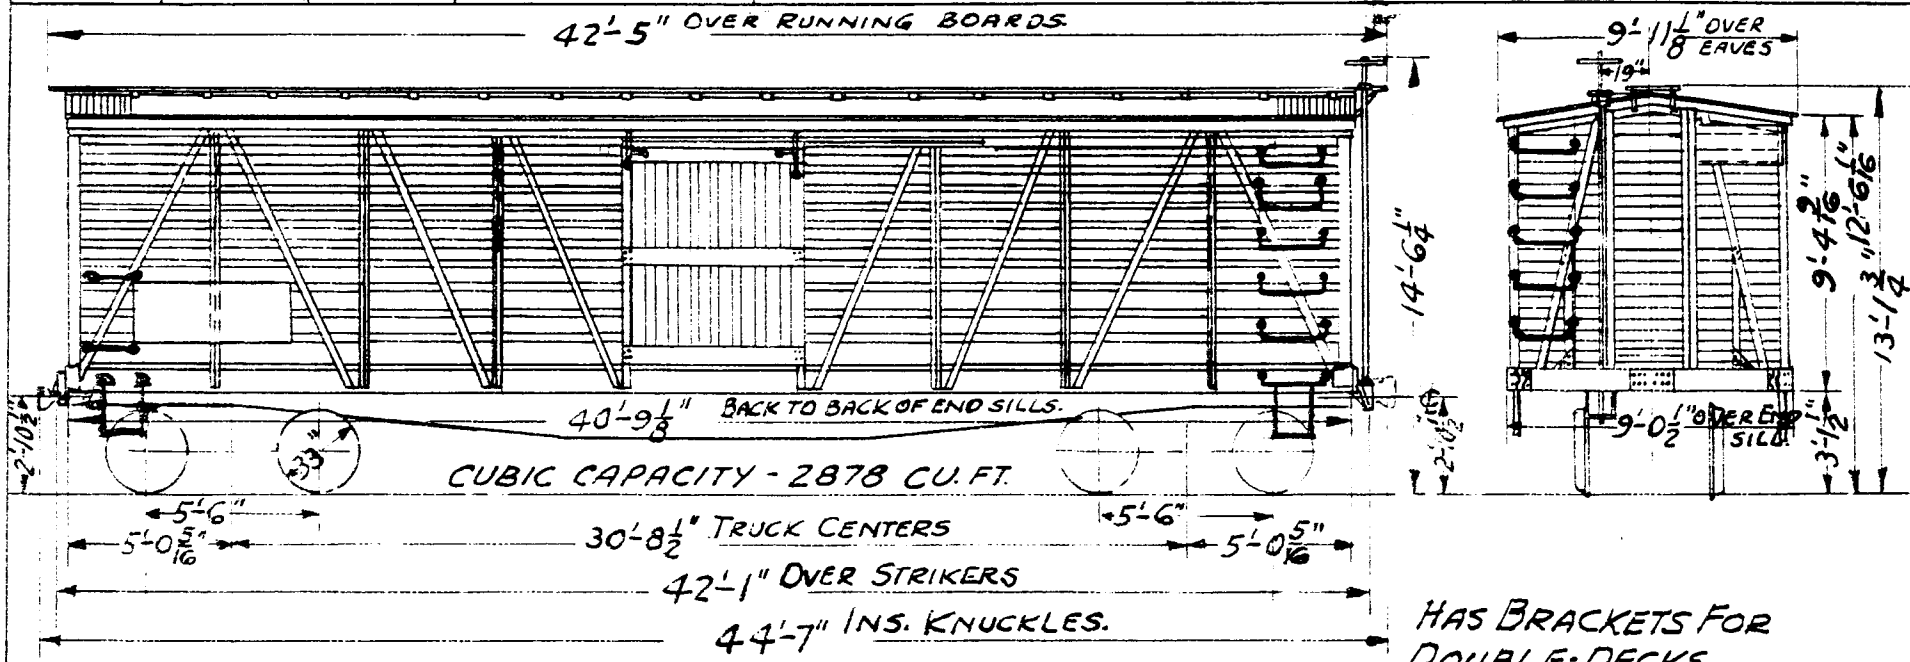 42'-5" OVER RUNNING BOARDS.
9'-11 1/8" OVER EAVES
19"
14'-6 1/4"
9'-4 9/16"
12'-6 1/16"
13'-1 3/4"
40'-9 1/8" BACK TO BACK OF END SILLS.
2'-10 1/2"
33"
2'-10 1/2"
9'-0 1/2" OVER END SILL.
3'-1 1/2"
CUBIC CAPACITY - 2878 CU. FT.
5'-6"
5'-6"
5'-0 5/16"
30'-8 1/2" TRUCK CENTERS
5'-0 5/16"
42'-1" OVER STRIKERS
44'-7" INS. KNUCKLES.
HAS BRACKETS FOR
DOUBLE-DECKS